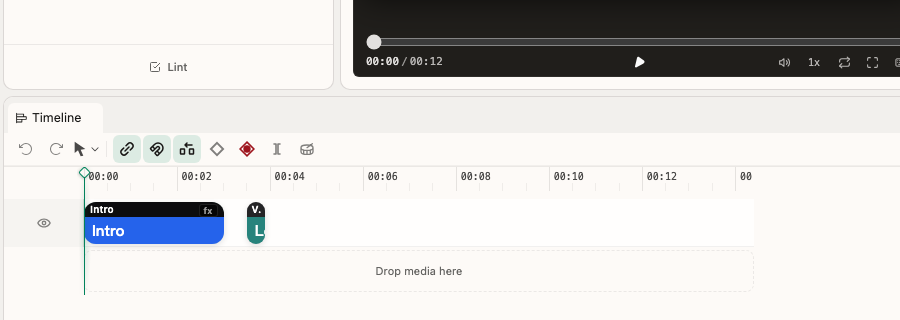 Lint
00:00/00:12
1x
Timeline
00:00 00:02 00:04 00:06 00:08 00:10 00:12 00
Intro fx V.
Intro
Drop media here